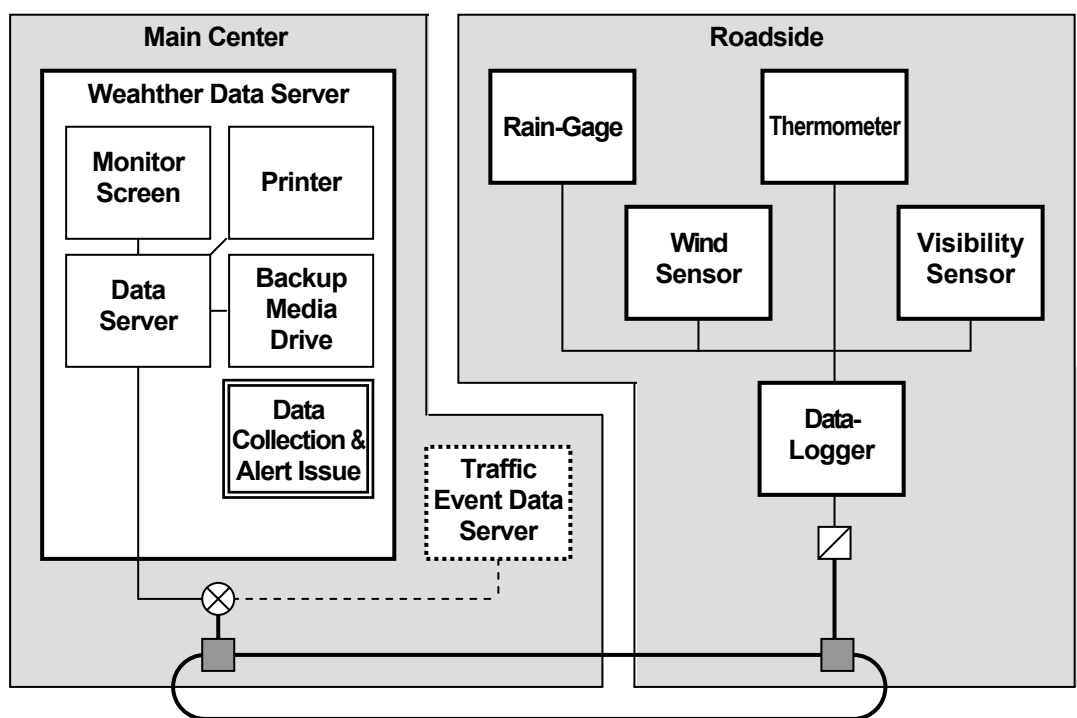 Main Center
Weahther Data Server
Monitor
Screen
Printer
Data
Server
Backup
Media
Drive
Data
Collection &
Alert Issue
Traffic
Event Data
Server
Roadside
Rain-Gage
Thermometer
Wind
Sensor
Visibility
Sensor
Data-
Logger